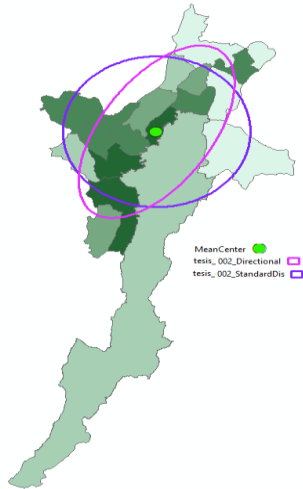 MeanCenter
tesis_ 002_Directional
tesis_ 002_StandardDis